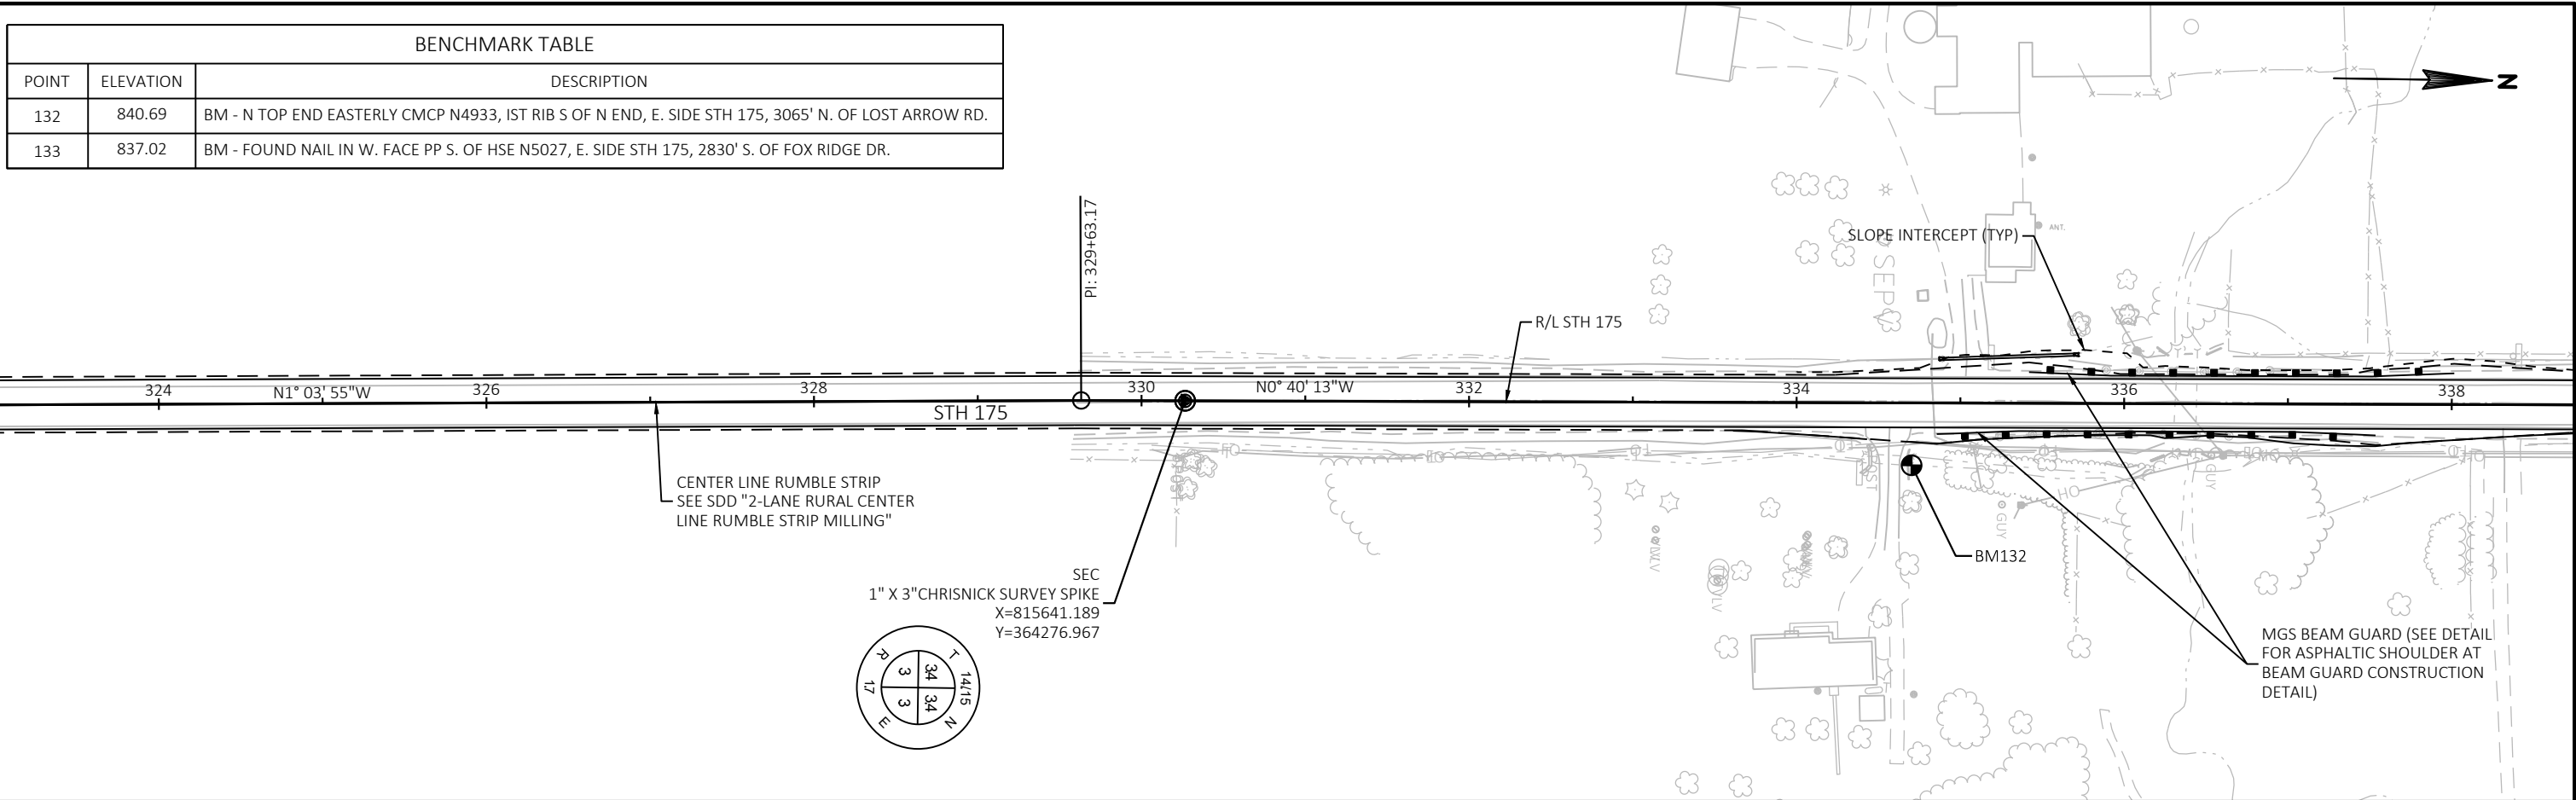 BENCHMARK TABLE
POINT ELEVATION DESCRIPTION
132 840.69 BM - N TOP END EASTERLY CMCP N4933, IST RIB S OF N END, E. SIDE STH 175, 3065' N. OF LOST ARROW RD.
133 837.02 BM - FOUND NAIL IN W. FACE PP S. OF HSE N5027, E. SIDE STH 175, 2830' S. OF FOX RIDGE DR.
N
PI: 329+63.17
ANT.
SLOPE INTERCEPT (TYP)
SEP
R/L STH 175
324 N1° 03' 55"W 326 328 330 N0° 40' 13"W 332 334 336 338
STH 175
CENTER LINE RUMBLE STRIP
SEE SDD "2-LANE RURAL CENTER
LINE RUMBLE STRIP MILLING"
GUY
GUY
BM132
SEC
1" X 3"CHRISNICK SURVEY SPIKE
X=815641.189
Y=364276.967
R T
3 34
17 14/15
3 34
E N
MGS BEAM GUARD (SEE DETAIL
FOR ASPHALTIC SHOULDER AT
BEAM GUARD CONSTRUCTION
DETAIL)